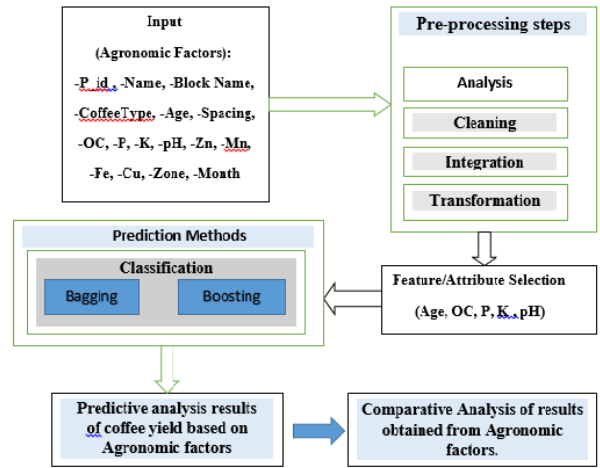 Input
(Agronomic Factors):
-P_id , -Name, -Block Name,
-CoffeeType, -Age, -Spacing,
-OC, -P, -K, -pH, -Zn, -Mn,
-Fe, -Cu, -Zone, -Month
Pre-processing steps
Analysis
Cleaning
Integration
Transformation
Feature/Attribute Selection
(Age, OC, P, K , pH)
Prediction Methods
Classification
Bagging
Boosting
Predictive analysis results
of coffee yield based on
Agronomic factors
Comparative Analysis of results
obtained from Agronomic
factors.